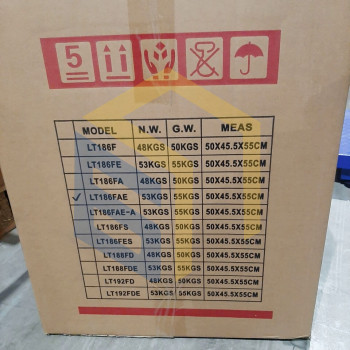 5
MODEL N.W. G.W. MEAS
LT186F 48KGS 50KGS 50X45.5X55CM
LT186FE 53KGS 55KGS 50X45.5X55CM
LT186FA 48KGS 50KGS 50X45.5X55CM
✓ LT186FAE 53KGS 55KGS 50X45.5X55CM
LT186FAE-A 53KGS 55KGS 50X45.5X55CM
LT186FS 48KGS 50KGS 50X45.5X55CM
LT186FES 53KGS 55KGS 50X45.5X55CM
LT188FD 48KGS 50KGS 50X45.5X55CM
LT188FDE 53KGS 55KGS 50X45.5X55CM
LT192FD 48KGS 50KGS 50X45.5X55CM
LT192FDE 53KGS 55KGS 50X45.5X55CM